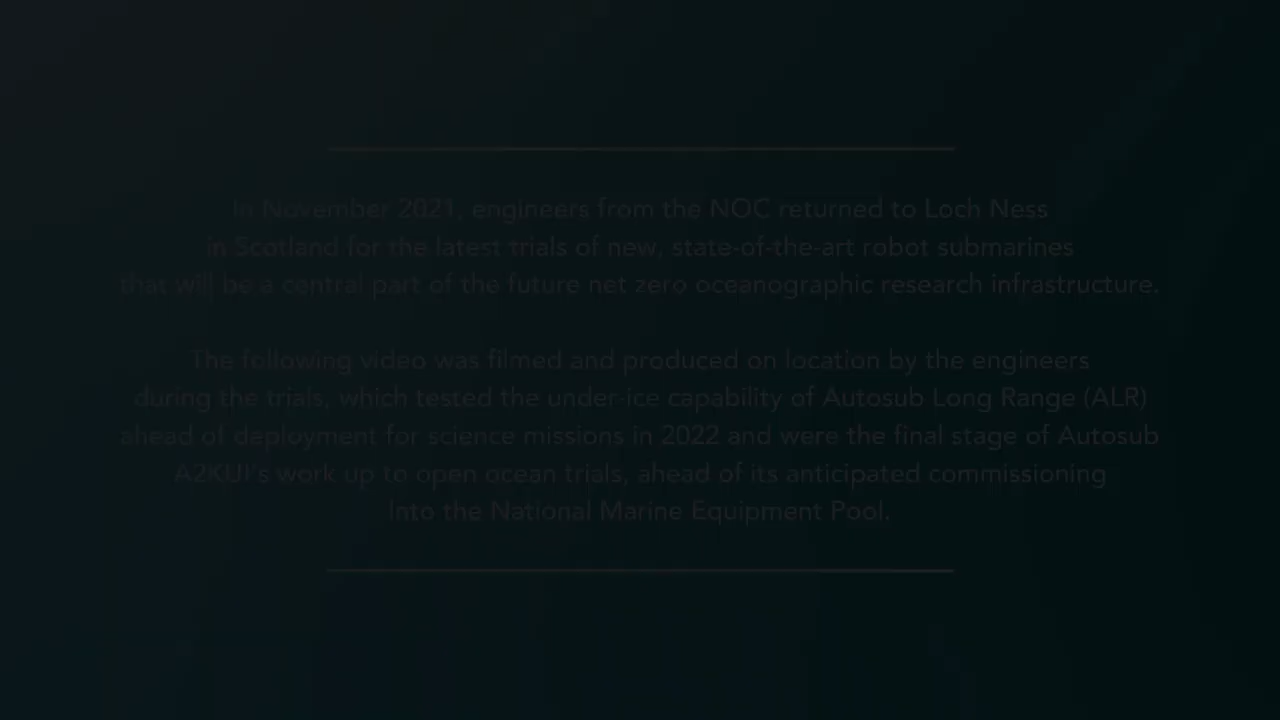 In November 2021, engineers from the NOC returned to Loch Ness
in Scotland for the latest trials of new, state-of-the-art robot submarines
that will be a central part of the future net zero oceanographic research infrastructure.
The following video was filmed and produced on location by the engineers
during the trials, which tested the under-ice capability of Autosub Long Range (ALR)
ahead of deployment for science missions in 2022 and were the final stage of Autosub
A2KUI's work up to open ocean trials, ahead of its anticipated commissioning
Into the National Marine Equipment Pool.